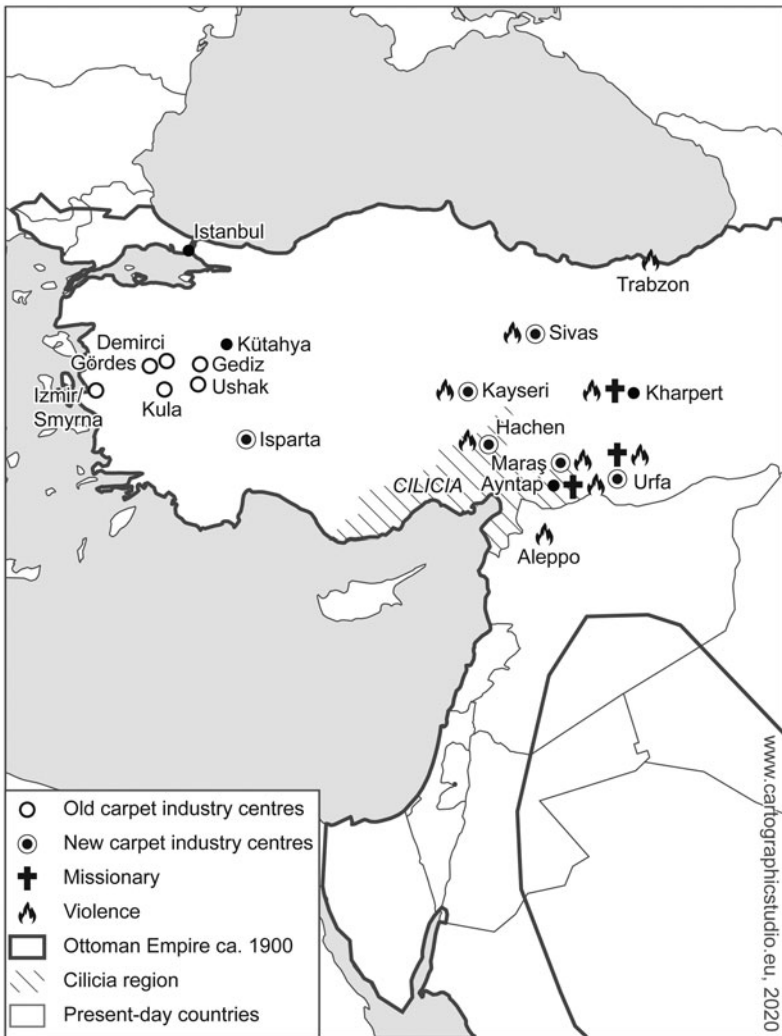 Istanbul
Trabzon
Sivas
Demirci
Kütahya
Gördes
Gediz
Ushak
Izmir/
Smyrna
Kula
Kayseri
Kharpert
Hachen
Isparta
Maraş
CILICIA
Ayntap
Urfa
Aleppo
Old carpet industry centres
New carpet industry centres
Missionary
Violence
Ottoman Empire ca. 1900
Cilicia region
Present-day countries
www.cartographicstudio.eu, 2020